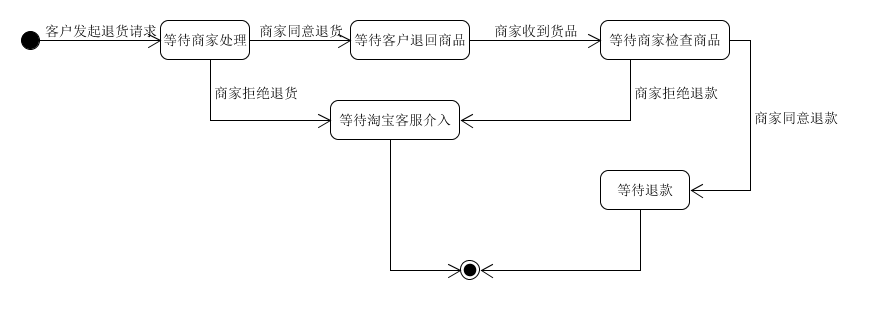 客户发起退货请求
等待商家处理
商家同意退货
等待客户退回商品
商家收到货品
等待商家检查商品
商家拒绝退货
商家拒绝退款
等待淘宝客服介入
商家同意退款
等待退款